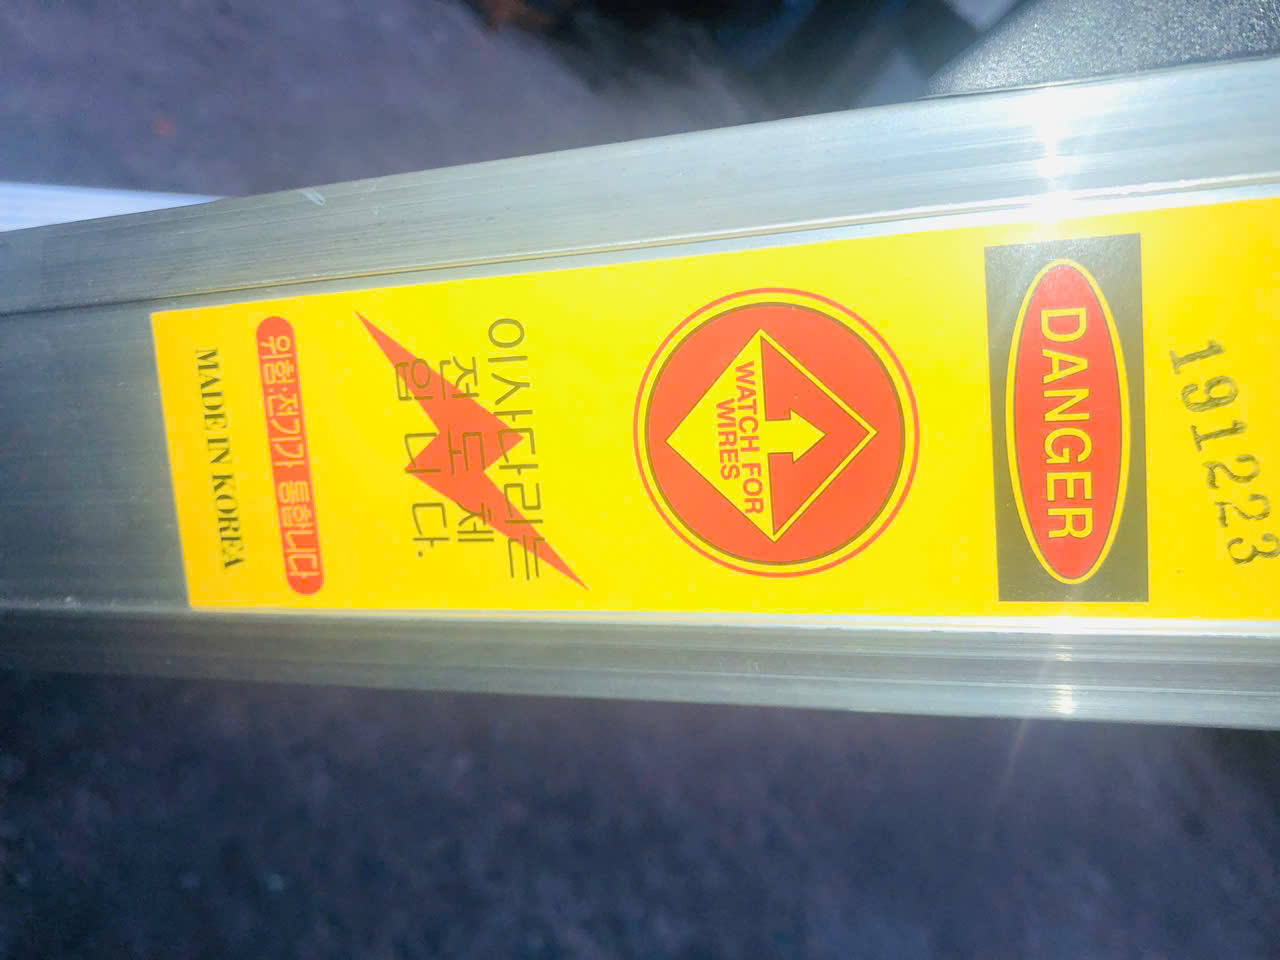 191223
DANGER
WATCH FOR
WIRES
이사다리는
전 도 체
입 니 다.
위험:전기가 통합니다
MADE IN KOREA